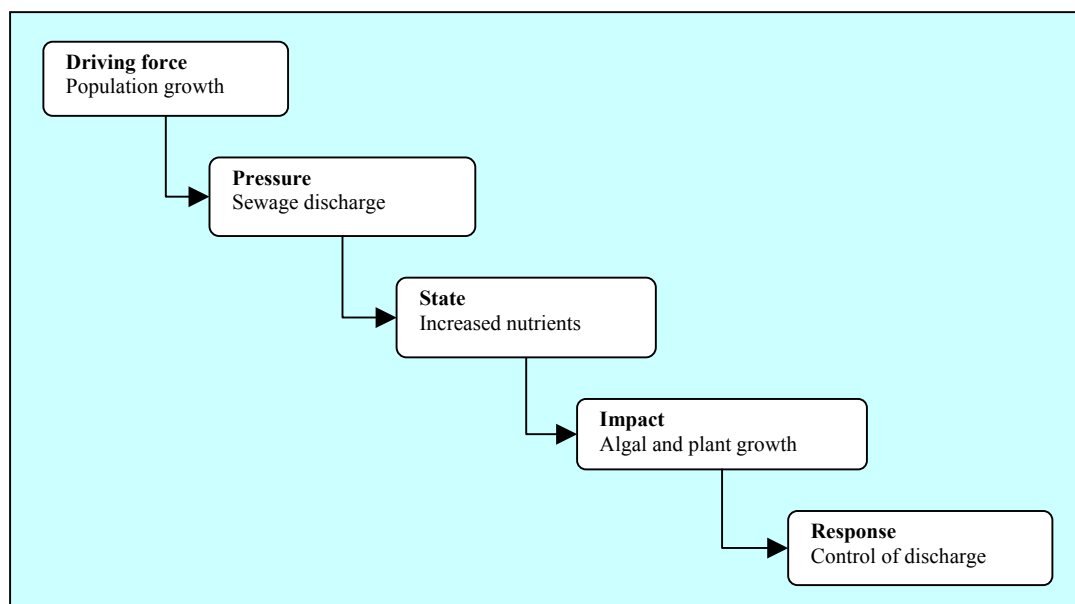 Driving force
Population growth
Pressure
Sewage discharge
State
Increased nutrients
Impact
Algal and plant growth
Response
Control of discharge